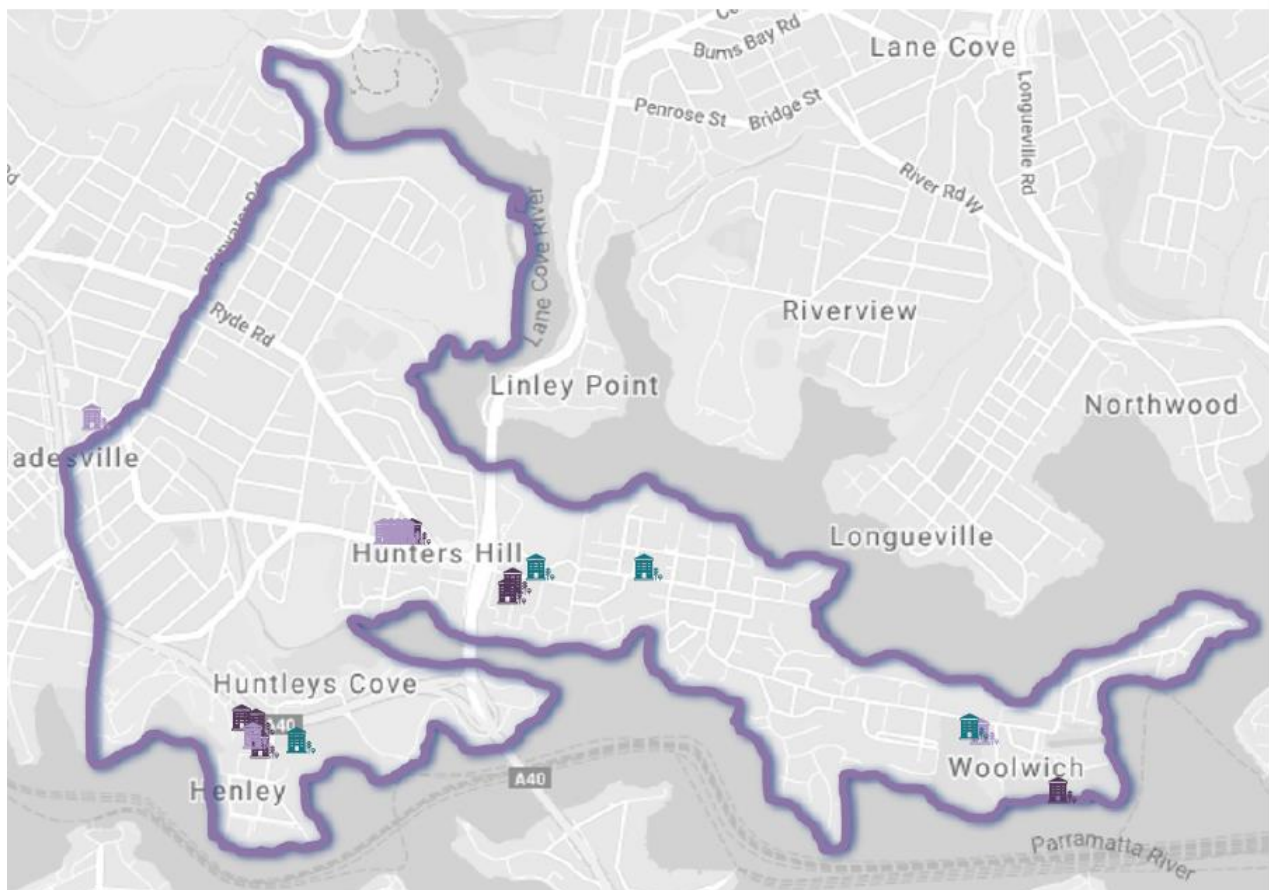 Burns Bay Rd
Lane Cove
Penrose St
Bridge St
Longueville Rd
River Rd W
Lane Cove River
Ryde Rd
Riverview
Linley Point
Northwood
adesville
Longueville
Hunters Hill
Huntleys Cove
A40
Woolwich
Henley
A40
Parramatta River